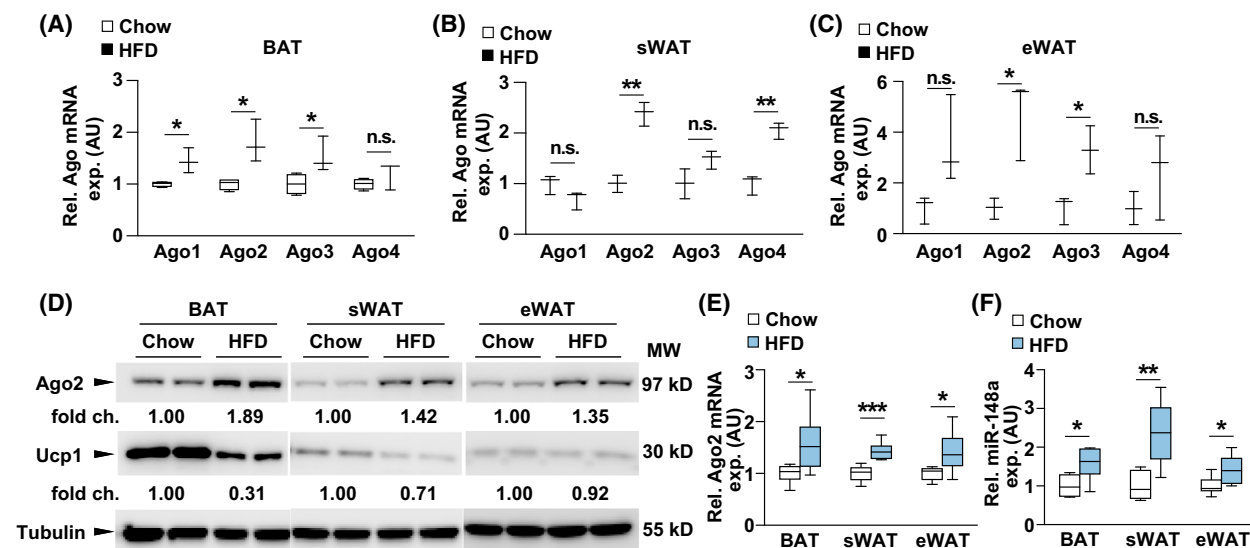 (A)
Chow
HFD
BAT
Rel. Ago mRNA
exp. (AU)
3
2
1
0
*
*
*
n.s.
Ago1 Ago2 Ago3 Ago4
(B)
Chow
HFD
sWAT
Rel. Ago mRNA
exp. (AU)
3
2
1
0
n.s.
**
n.s.
**
Ago1 Ago2 Ago3 Ago4
(C)
Chow
HFD
eWAT
Rel. Ago mRNA
exp. (AU)
6
4
2
0
n.s.
*
*
n.s.
Ago1 Ago2 Ago3 Ago4
(D)
BAT sWAT eWAT
Chow HFD Chow HFD Chow HFD MW
Ago2 97 kD
fold ch. 1.00 1.89 1.00 1.42 1.00 1.35
Ucp1 30 kD
fold ch. 1.00 0.31 1.00 0.71 1.00 0.92
Tubulin 55 kD
(E)
Chow
HFD
Rel. Ago2 mRNA
exp. (AU)
3
2
1
0
*
***
*
BAT sWAT eWAT
(F)
Chow
HFD
Rel. miR-148a
exp. (AU)
4
3
2
1
0
*
**
*
BAT sWAT eWAT